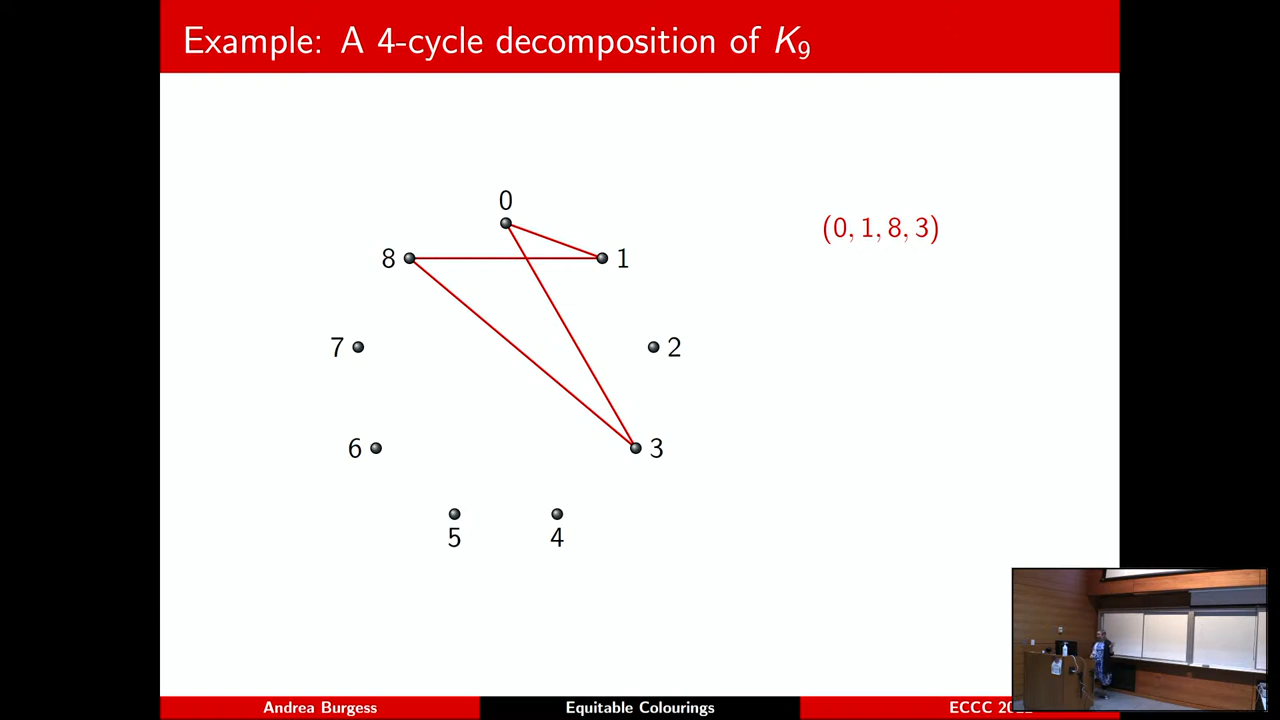 Example: A 4-cycle decomposition of K₉
0
(0, 1, 8, 3)
8
1
7
2
6
3
5
4
Andrea Burgess
Equitable Colourings
ECCC